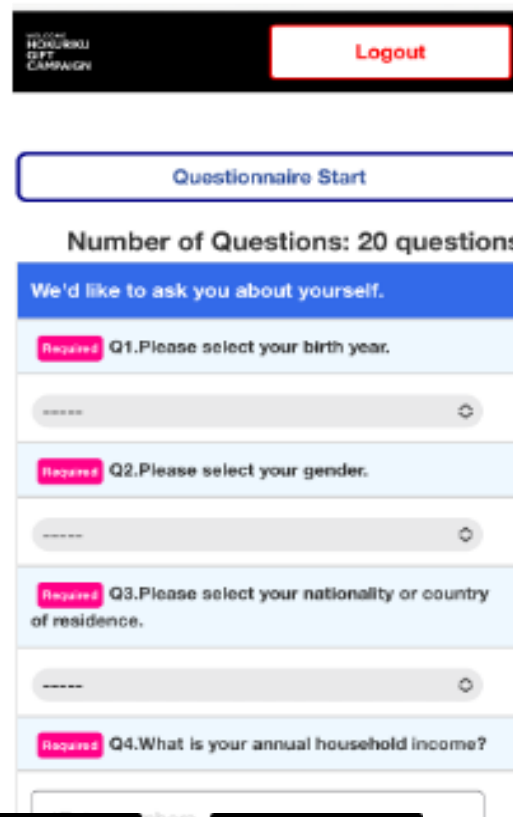 WELCOME
HOKURIKU
GIFT
CAMPAIGN
Logout
Questionnaire Start
Number of Questions: 20 questions
We'd like to ask you about yourself.
Required Q1.Please select your birth year.
-----
Required Q2.Please select your gender.
-----
Required Q3.Please select your nationality or country
of residence.
-----
Required Q4.What is your annual household income?